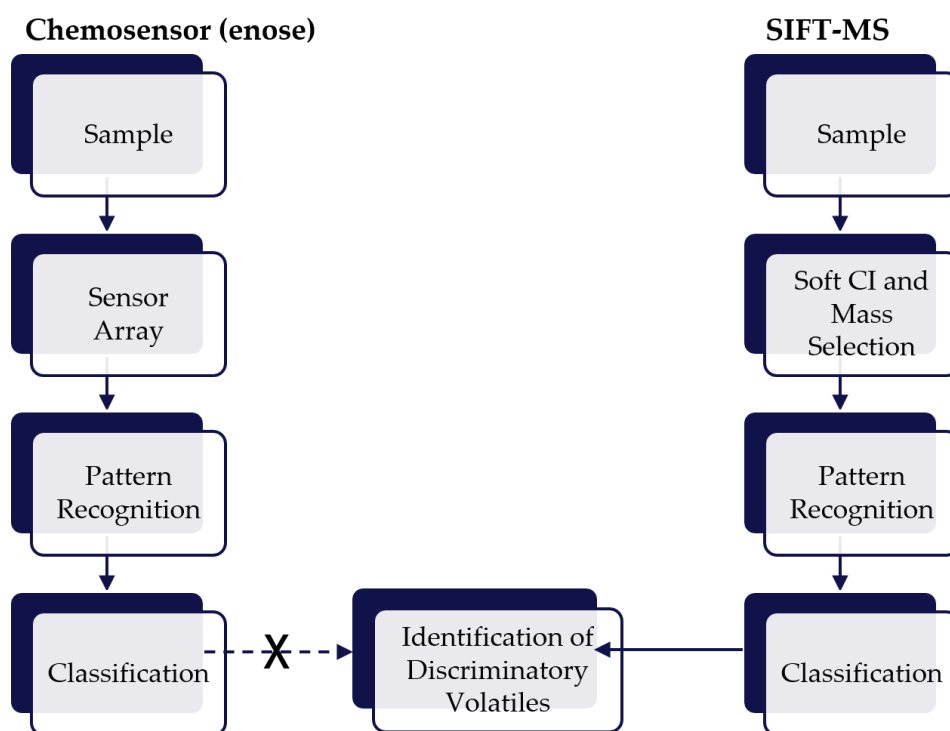 Chemosensor (enose)
SIFT-MS
Sample
Sample
Sensor
Array
Soft CI and
Mass
Selection
Pattern
Recognition
Pattern
Recognition
Classification
X
Identification of
Discriminatory
Volatiles
Classification